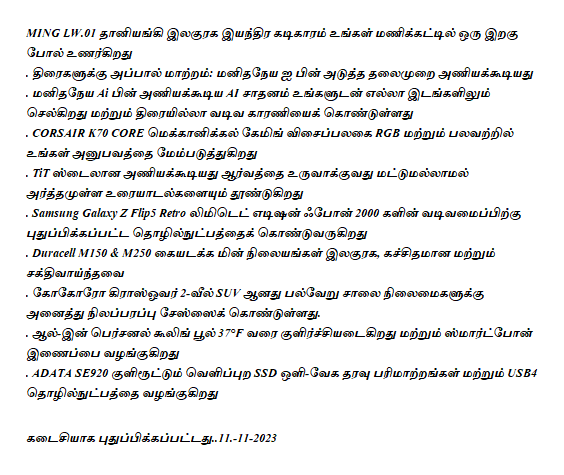 MING LW.01 தானியங்கி இலகுரக இயந்திர கடிகாரம் உங்கள் மணிக்கட்டில் ஒரு இறகு
போல் உணர்கிறது
. திரைகளுக்கு அப்பால் மாற்றம்: மனிதநேய ஐ பின் அடுத்த தலைமுறை அணியக்கூடியது
. மனிதநேய Ai பின் அணியக்கூடிய AI சாதனம் உங்களுடன் எல்லா இடங்களிலும்
செல்கிறது மற்றும் திரையில்லா வடிவ காரணியைக் கொண்டுள்ளது
. CORSAIR K70 CORE மெக்கானிக்கல் கேமிங் விசைப்பலகை RGB மற்றும் பலவற்றில்
உங்கள் அனுபவத்தை மேம்படுத்துகிறது
. TiT ஸ்டைலான அணியக்கூடியது ஆர்வத்தை உருவாக்குவது மட்டுமல்லாமல்
அர்த்தமுள்ள உரையாடல்களையும் தூண்டுகிறது
. Samsung Galaxy Z Flip5 Retro லிமிடெட் எடிஷன் ஃபோன் 2000 களின் வடிவமைப்பிற்கு
புதுப்பிக்கப்பட்ட தொழில்நுட்பத்தைக் கொண்டுவருகிறது
. Duracell M150 & M250 கையடக்க மின் நிலையங்கள் இலகுரக, கச்சிதமான மற்றும்
சக்திவாய்ந்தவை
. கோகோரோ கிராஸ்ஓவர் 2-வீல் SUV ஆனது பல்வேறு சாலை நிலைமைகளுக்கு
அனைத்து நிலப்பரப்பு சேஸ்ஸைக் கொண்டுள்ளது.
. ஆல்-இன் பெர்சனல் கூலிங் பூல் 37°F வரை குளிர்ச்சியடைகிறது மற்றும் ஸ்மார்ட்போன்
இணைப்பை வழங்குகிறது
. ADATA SE920 குளிரூட்டும் வெளிப்புற SSD ஒளி-வேக தரவு பரிமாற்றங்கள் மற்றும் USB4
தொழில்நுட்பத்தை வழங்குகிறது
கடைசியாக புதுப்பிக்கப்பட்டது..11.-11-2023